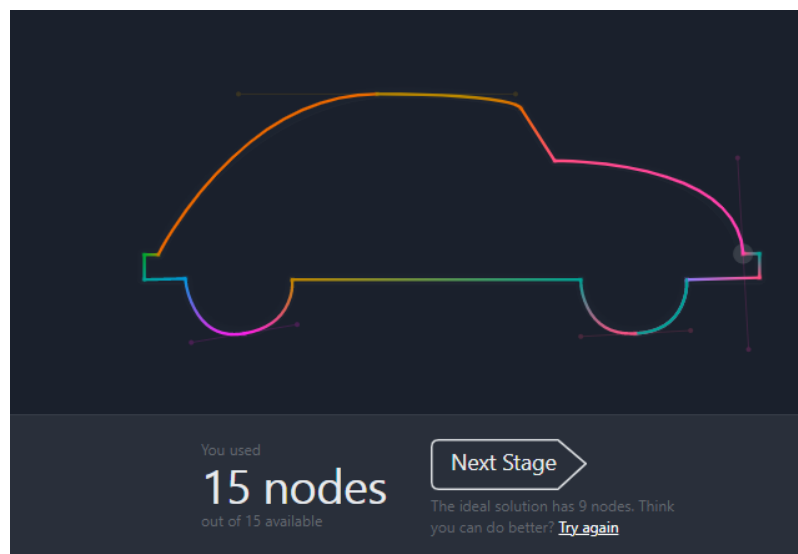 You used
15 nodes
out of 15 available
Next Stage
The ideal solution has 9 nodes. Think
you can do better? Try again